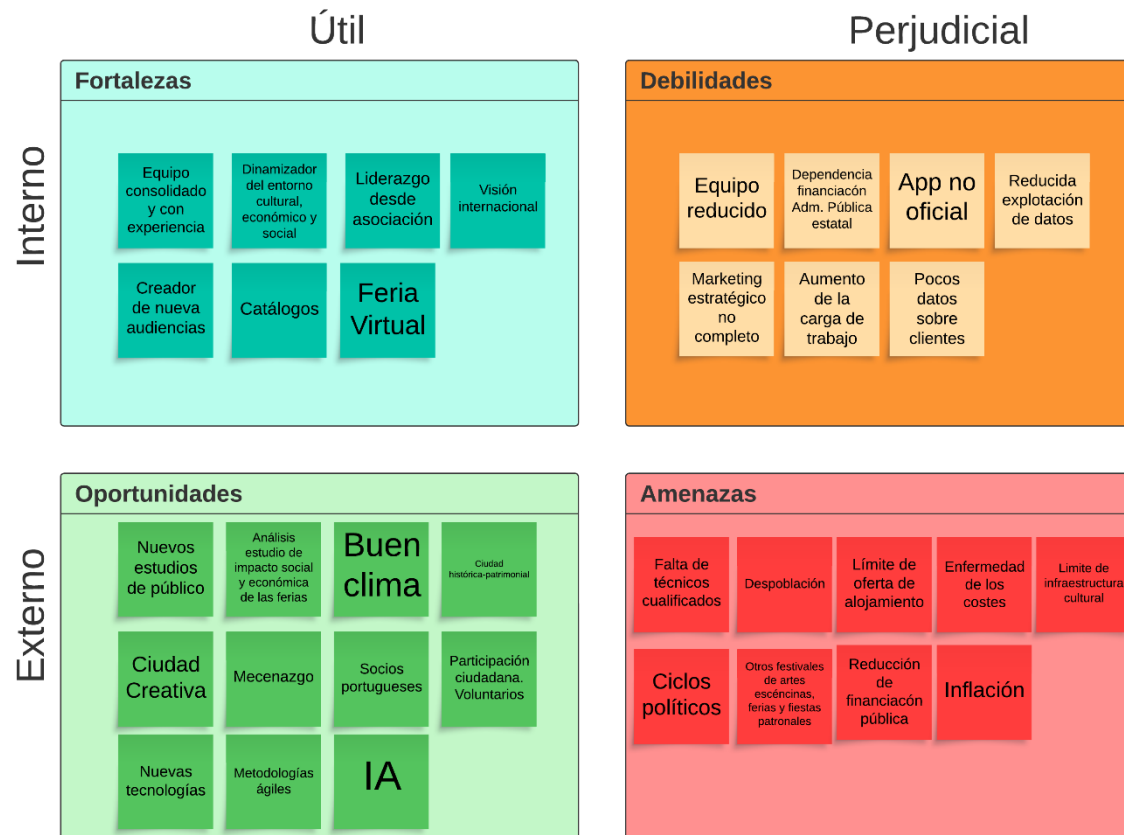 Útil
Perjudicial
Interno
Fortalezas
Equipo
consolidado
y con
experiencia
Dinamizador
del entorno
cultural,
económico y
social
Liderazgo
desde
asociación
Visión
internacional
Creador
de nueva
audiencias
Catálogos
Feria
Virtual
Debilidades
Equipo
reducido
Dependencia
financiacón
Adm. Pública
estatal
App no
oficial
Reducida
explotación
de datos
Marketing
estratégico
no
completo
Aumento
de la
carga de
trabajo
Pocos
datos
sobre
clientes
Externo
Oportunidades
Nuevos
estudios
de público
Análisis
estudio de
impacto social
y económica
de las ferias
Buen
clima
Ciudad
histórica-patrimonial
Ciudad
Creativa
Mecenazgo
Socios
portugueses
Participación
ciudadana.
Voluntarios
Nuevas
tecnologías
Metodologías
ágiles
IA
Amenazas
Falta de
técnicos
cualificados
Despoblación
Límite de
oferta de
alojamiento
Enfermedad
de los
costes
Limite de
infraestructura
cultural
Ciclos
políticos
Otros festivales
de artes
escéncinas,
ferias y fiestas
patronales
Reducción
de
financiacón
pública
Inflación